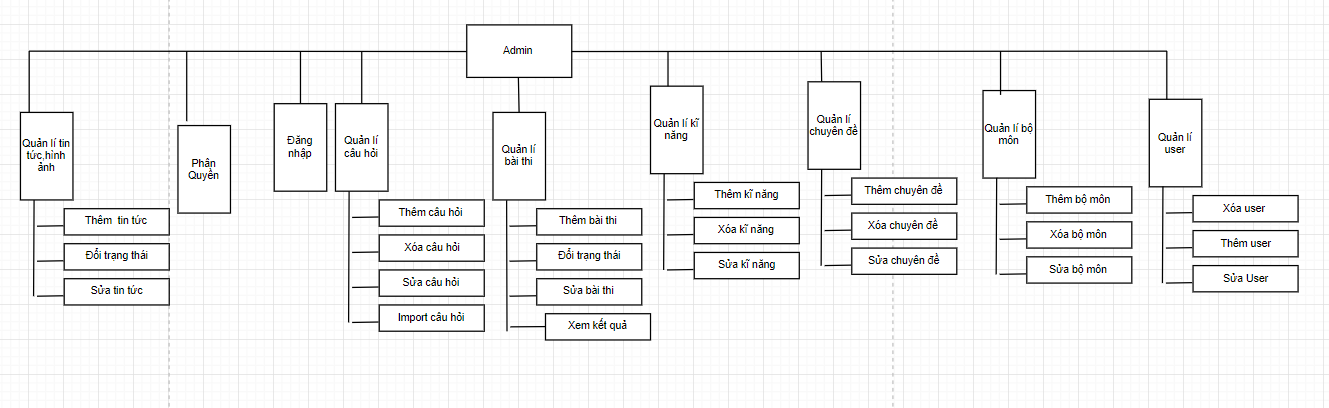 Admin
Quản lí tin
tức,hình
ảnh
Thêm tin tức
Đổi trạng thái
Sửa tin tức
Phân
Quyền
Đăng
nhập
Quản lí
câu hỏi
Thêm câu hỏi
Xóa câu hỏi
Sửa câu hỏi
Import câu hỏi
Quản lí
bài thi
Thêm bài thi
Đổi trạng thái
Sửa bài thi
Xem kết quả
Quản lí kĩ
năng
Thêm kĩ năng
Xóa kĩ năng
Sửa kĩ năng
Quản lí
chuyên đề
Thêm chuyên đề
Xóa chuyên đề
Sửa chuyên đề
Quản lí bộ
môn
Thêm bộ môn
Xóa bộ môn
Sửa bộ môn
Quản lí
user
Xóa user
Thêm user
Sửa User